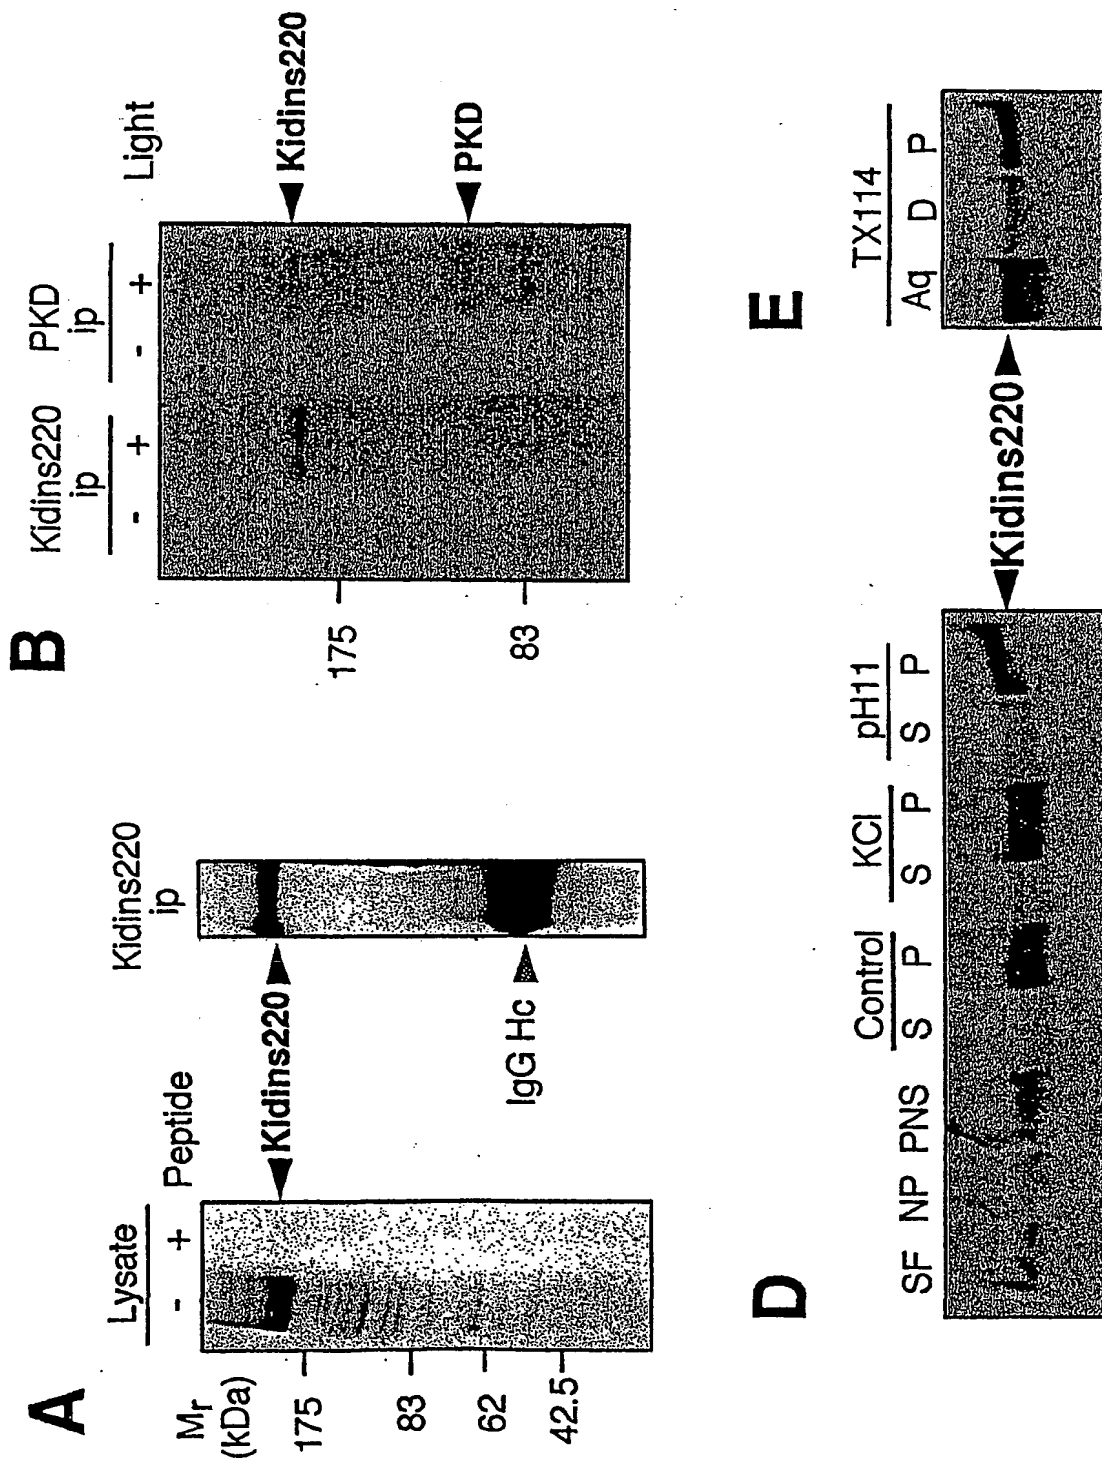 A
Lysate
- + Peptide
Mr
(kDa)
175
83
62
42.5
Kidins220
IgG Hc
Kidins220
ip
B
Kidins220
ip
PKD
ip
- + - + Light
175
83
Kidins220
PKD
D
Control KCl pH11
SF NP PNS S P S P S P
Kidins220
E
TX114
Aq D P